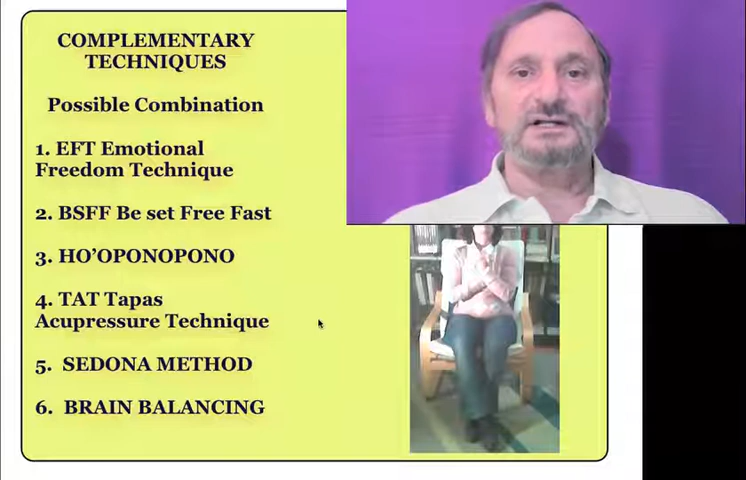 COMPLEMENTARY
TECHNIQUES
Possible Combination
1. EFT Emotional
Freedom Technique
2. BSFF Be set Free Fast
3. HO’OPONOPONO
4. TAT Tapas
Acupressure Technique
5. SEDONA METHOD
6. BRAIN BALANCING